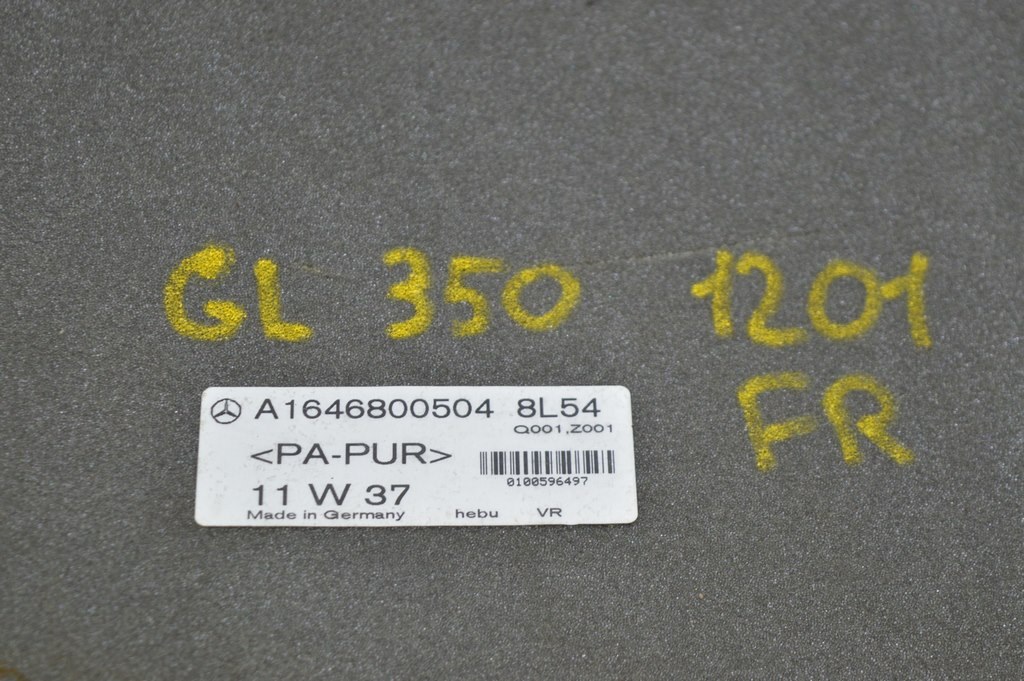 GL 350 1201
FR
A1646800504 8L54
Q001,Z001
<PA-PUR>
0100596497
11 W 37
Made in Germany hebu VR